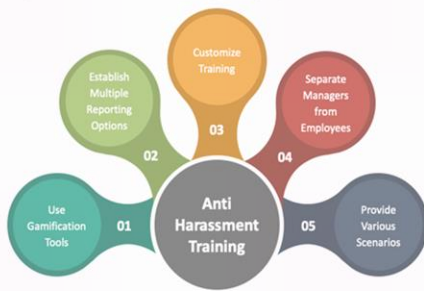 Use
Gamification
Tools
01
Establish
Multiple
Reporting
Options
02
Customize
Training
03
Separate
Managers
from
Employees
04
Provide
Various
Scenarios
05
Anti
Harassment
Training